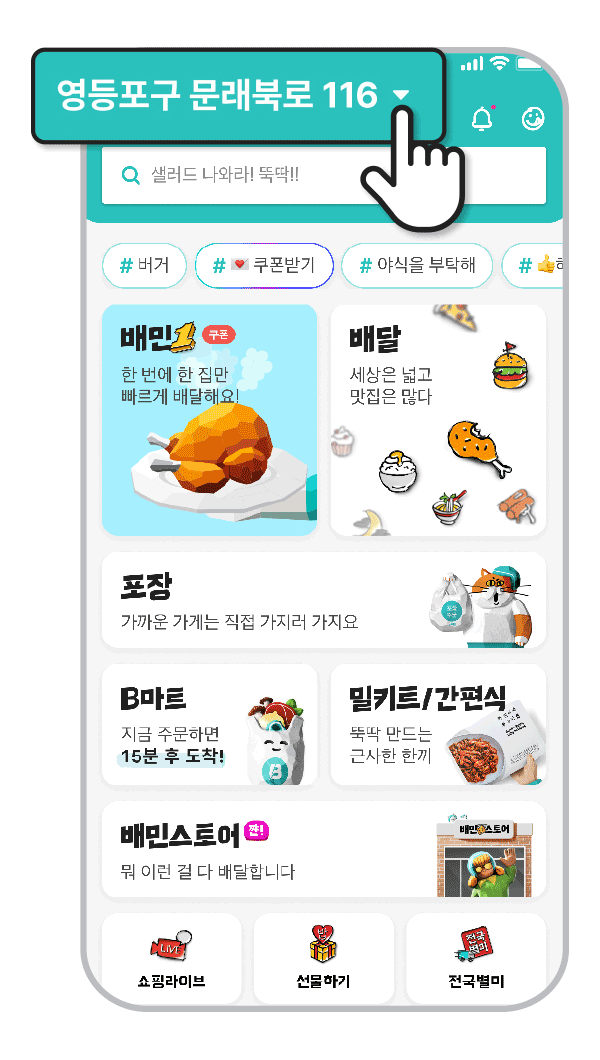 영등포구 문래북로 116
샐러드 나와라! 뚝딱!!
# 버거
# 💌 쿠폰받기
# 야식을 부탁해
# 👍
배민1 쿠폰
한 번에 한 집만
빠르게 배달해요!
배달
세상은 넓고
맛집은 많다
포장
가까운 가게는 직접 가지러 가지요
B마트
지금 주문하면
15분 후 도착!
B
밀키트/간편식
뚝딱 만드는
근사한 한끼
배민스토어 짠!
뭐 이런 걸 다 배달합니다
배민 스토어
LIVE
쇼핑라이브
선물하기
전국
별미
전국별미